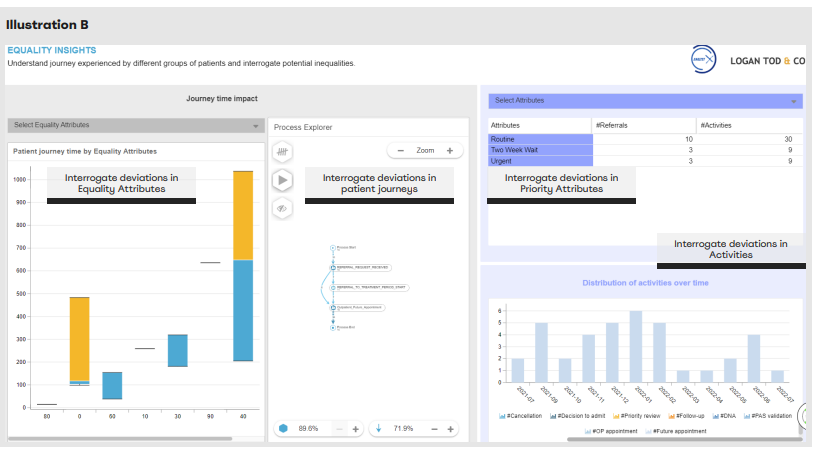 Illustration B
EQUALITY INSIGHTS
Understand journey experienced by different groups of patients and interrogate potential inequalities.
LOGAN TOD & CO
Journey time impact
Select Equality Attributes
Patient journey time by Equality Attributes
Interrogate deviations in
Equality Attributes
1000
900
800
700
600
500
400
300
200
100
0
90
0
60
10
30
90
40
Process Explorer
Zoom
Interrogate deviations in
patient journeys
Process Start
REFERRAL_REQUEST_RECEIVED
REFERRAL_TO_TREATMENT_PERIOD_START
Process End
89.6%
71.9%
Select Attributes
Attributes #Referrals #Activities
Routine 10 30
Two Week Wait 3 9
Urgent 3 9
Interrogate deviations in
Priority Attributes
Interrogate deviations in
Activities
Distribution of activities over time
6
5
4
3
2
1
0
2021-07
2021-09
2021-10
2021-11
2021-12
2022-01
2022-02
2022-03
2022-04
2022-05
2022-06
2022-07
#Cancellation #Decision to admit #Priority review #Follow-up #DNA #PAS validation
#OP appointment #Future appointment